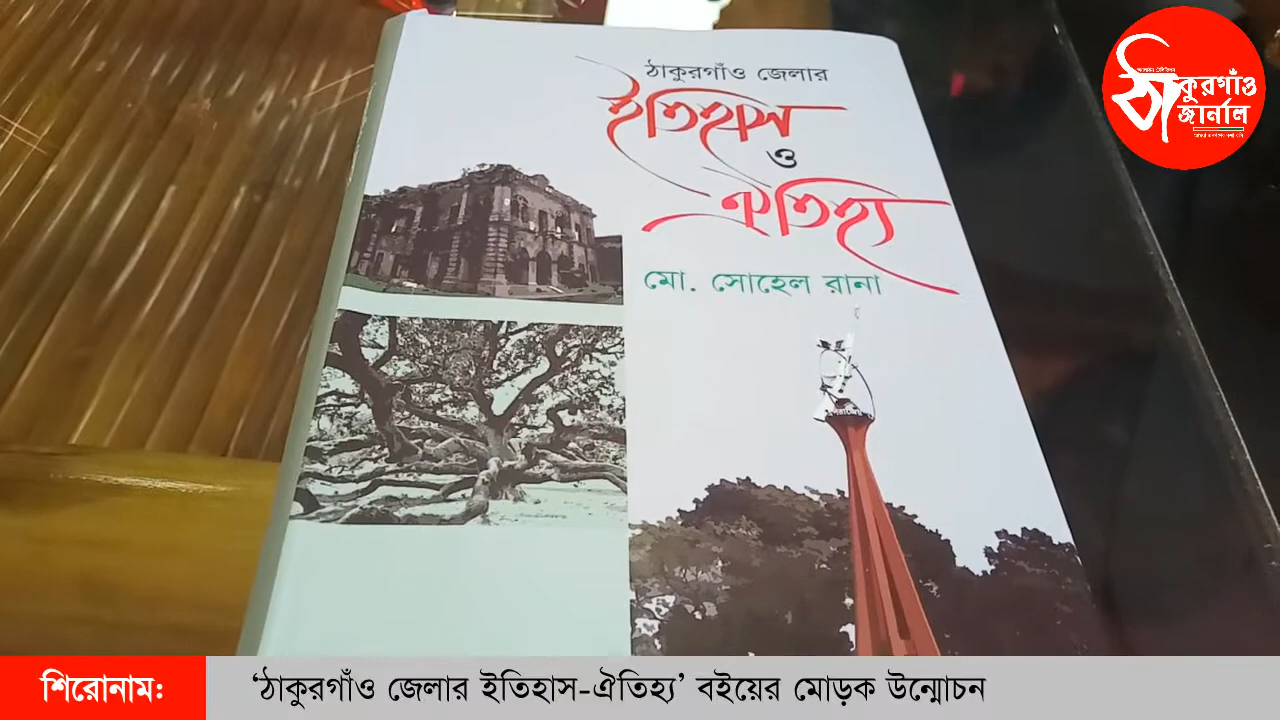 ঠাকুরগাঁও জেলার
ইতিহাস
ও
ঐতিহ্য
মো. সোহেল রানা
ঠাকুরগাঁও
জার্নাল
শিরোনাম: ‘ঠাকুরগাঁও জেলার ইতিহাস-ঐতিহ্য’ বইয়ের মোড়ক উন্মোচন